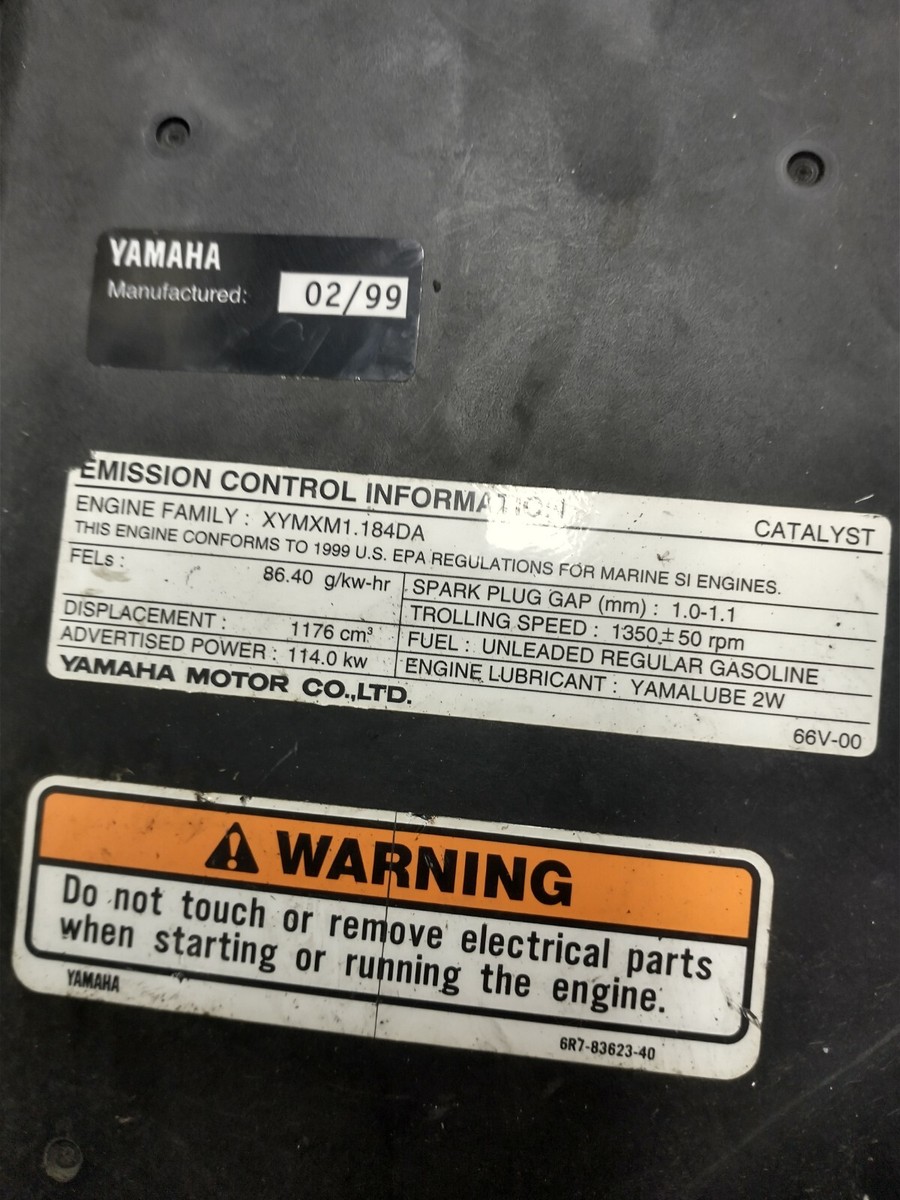 YAMAHA
Manufactured: 02/99
EMISSION CONTROL INFORMATION
CATALYST
ENGINE FAMILY : XYMXM1.184DA
THIS ENGINE CONFORMS TO 1999 U.S. EPA REGULATIONS FOR MARINE SI ENGINES.
FELs : 86.40 g/kw-hr
DISPLACEMENT : 1176 cm³
ADVERTISED POWER : 114.0 kw
SPARK PLUG GAP (mm) : 1.0-1.1
TROLLING SPEED : 1350±50 rpm
FUEL : UNLEADED REGULAR GASOLINE
ENGINE LUBRICANT : YAMALUBE 2W
YAMAHA MOTOR CO.,LTD.
66V-00
WARNING
Do not touch or remove electrical parts
when starting or running the engine.
YAMAHA
6R7-83623-40